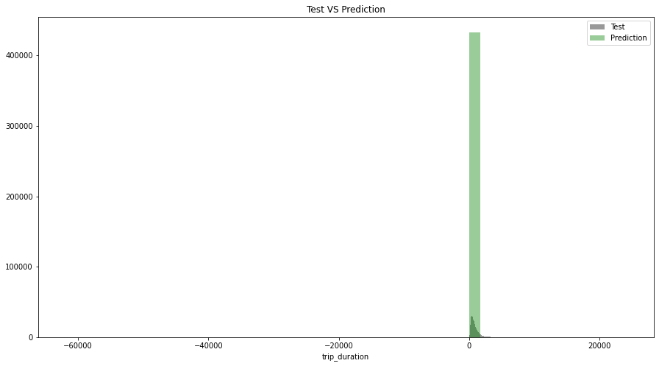 Test VS Prediction
Test
Prediction
400000
300000
200000
100000
0
−60000
−40000
−20000
0
20000
trip_duration